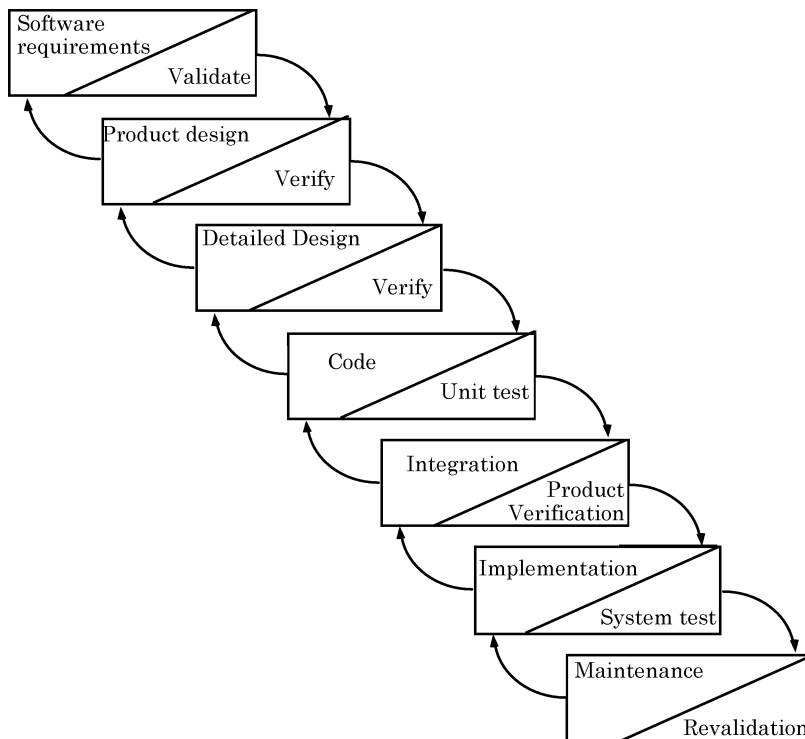 Software
requirements
Validate
Product design
Verify
Detailed Design
Verify
Code
Unit test
Integration
Product
Verification
Implementation
System test
Maintenance
Revalidation